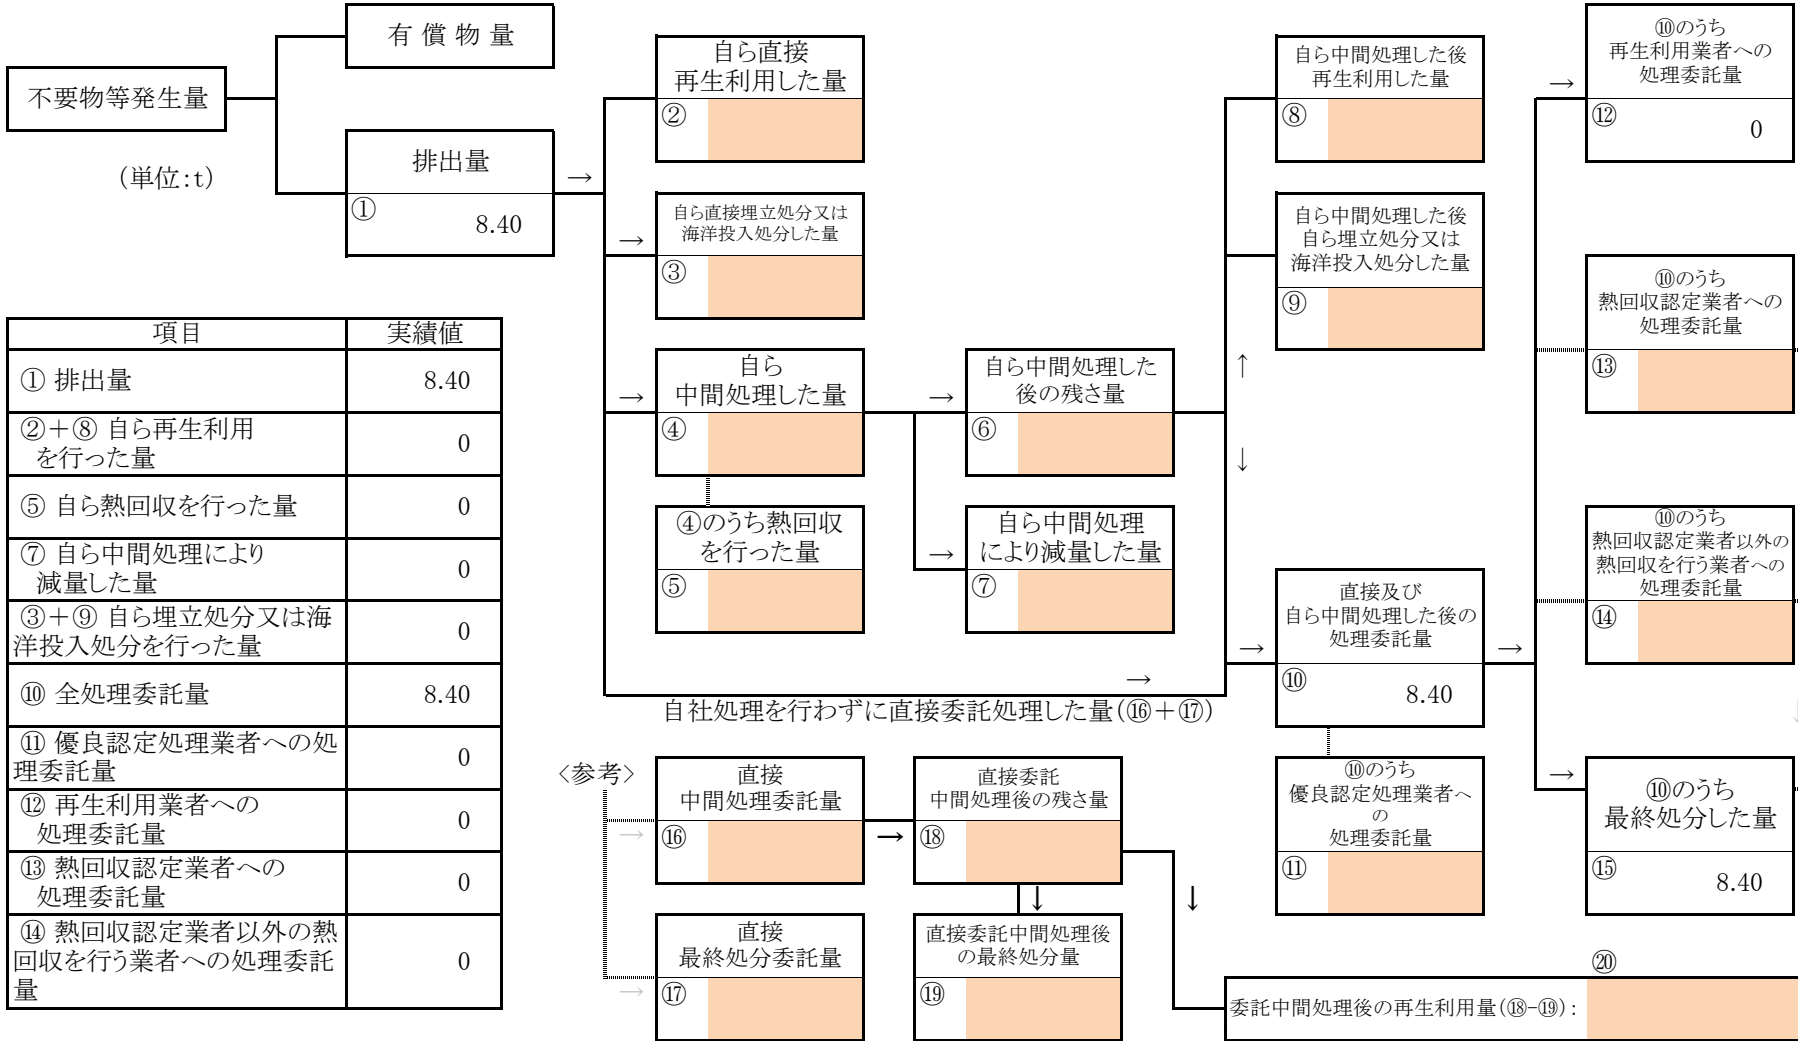 有 償 物 量
不要物等発生量
(単位:t)
排出量
①
8.40
→
自ら直接
再生利用した量
②
→
自ら直接埋立処分又は
海洋投入処分した量
③
→
自ら
中間処理した量
④
④のうち熱回収
を行った量
⑤
→
自ら中間処理した
後の残さ量
⑥
→
自ら中間処理
により減量した量
⑦
自ら中間処理した後
再生利用した量
⑧
自ら中間処理した後
自ら埋立処分又は
海洋投入処分した量
⑨
↑
↓
→
自社処理を行わずに直接委託処理した量(⑯+⑰)
→
直接及び
自ら中間処理した後の
処理委託量
⑩
8.40
→
⑩のうち
優良認定処理業者へ
の
処理委託量
⑪
→
⑩のうち
再生利用業者への
処理委託量
⑫
0
⑩のうち
熱回収認定業者への
処理委託量
⑬
⑩のうち
熱回収認定業者以外の
熱回収を行う業者への
処理委託量
⑭
→
⑩のうち
最終処分した量
⑮
8.40
項目 実績値
① 排出量 8.40
②+⑧ 自ら再生利用
を行った量
0
⑤ 自ら熱回収を行った量 0
⑦ 自ら中間処理により
減量した量
0
③+⑨ 自ら埋立処分又は海
洋投入処分を行った量
0
⑩ 全処理委託量 8.40
⑪ 優良認定処理業者への処
理委託量
0
⑫ 再生利用業者への
処理委託量
0
⑬ 熱回収認定業者への
処理委託量
0
⑭ 熱回収認定業者以外の熱
回収を行う業者への処理委託
量
0
<参考>
→
直接
中間処理委託量
⑯
→
直接委託
中間処理後の残さ量
⑱
↓
↓
→
直接
最終処分委託量
⑰
直接委託中間処理後
の最終処分量
⑲
⑳
委託中間処理後の再生利用量(⑱-⑲):